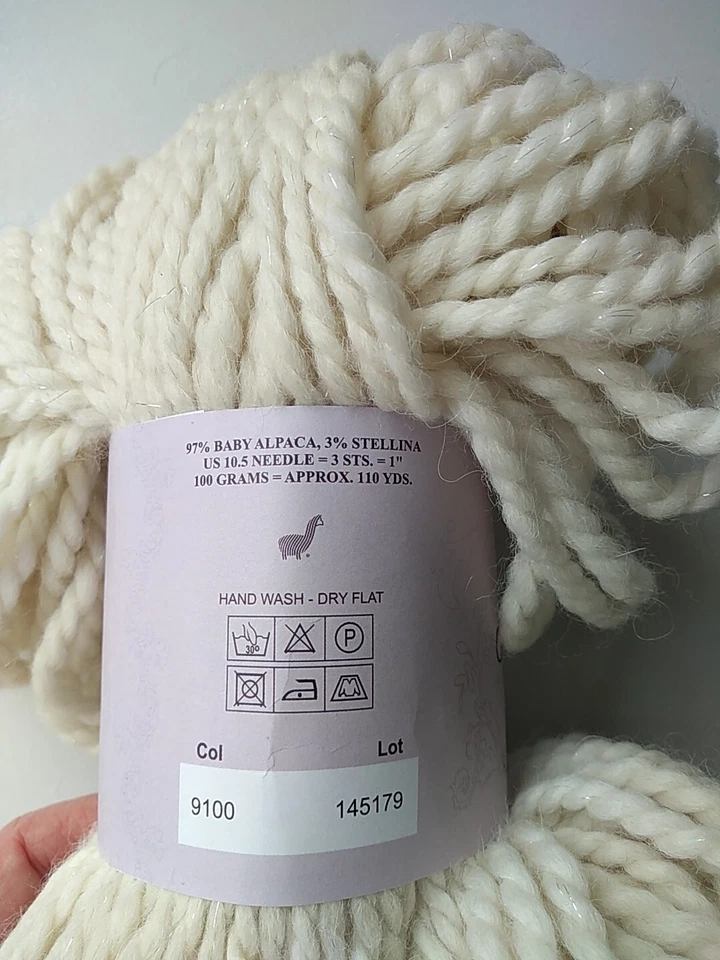 97% BABY ALPACA, 3% STELLINA
US 10.5 NEEDLE = 3 STS. = 1"
100 GRAMS = APPROX. 110 YDS.
HAND WASH - DRY FLAT
30°
P
Col Lot
9100 145179